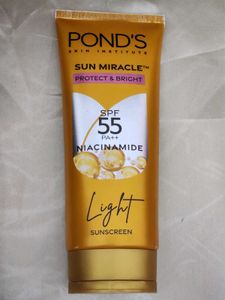 POND'S
SKIN INSTITUTE
SUN MIRACLE™
PROTECT & BRIGHT
SPF
55
PA++
NIACINAMIDE
Light
SUNSCREEN